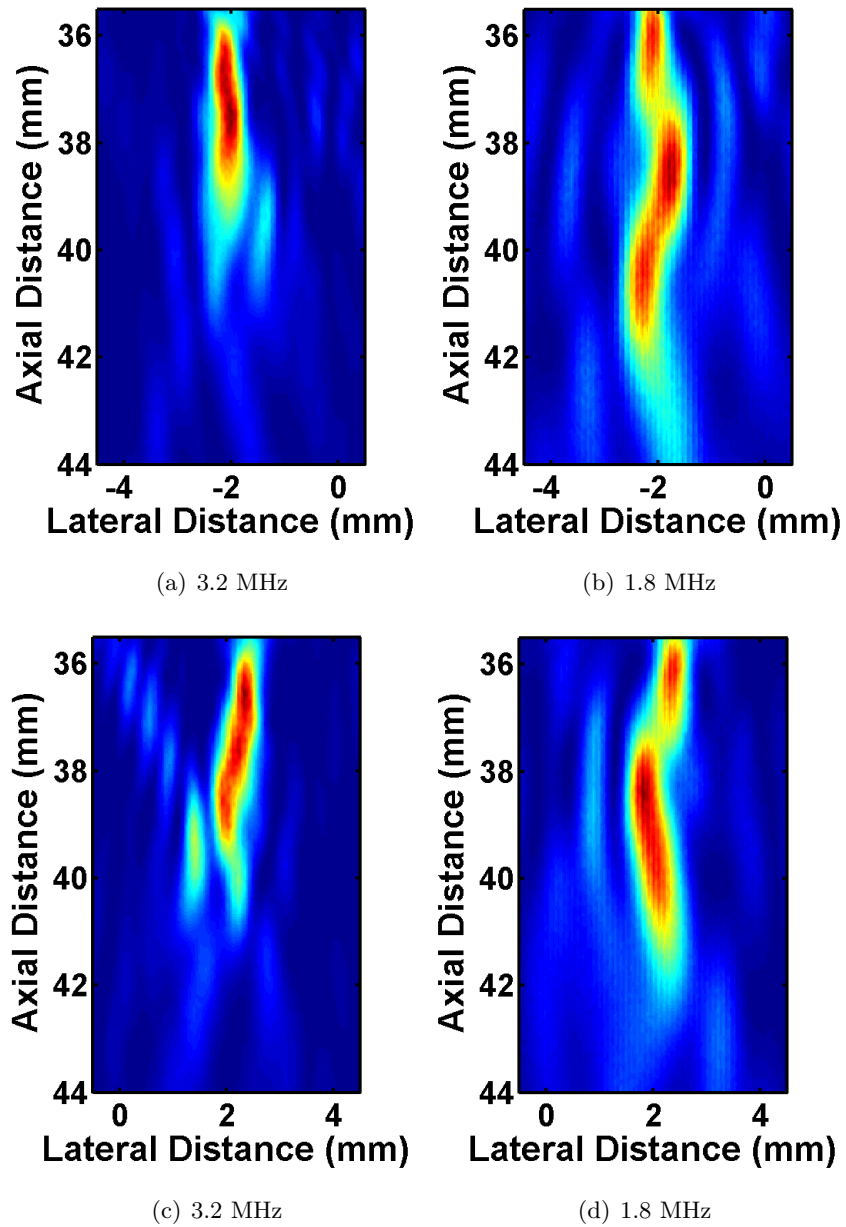 Axial Distance (mm)
36
38
40
42
44
-4 -2 0
Lateral Distance (mm)
(a) 3.2 MHz
Axial Distance (mm)
36
38
40
42
44
-4 -2 0
Lateral Distance (mm)
(b) 1.8 MHz
Axial Distance (mm)
36
38
40
42
44
0 2 4
Lateral Distance (mm)
(c) 3.2 MHz
Axial Distance (mm)
36
38
40
42
44
0 2 4
Lateral Distance (mm)
(d) 1.8 MHz